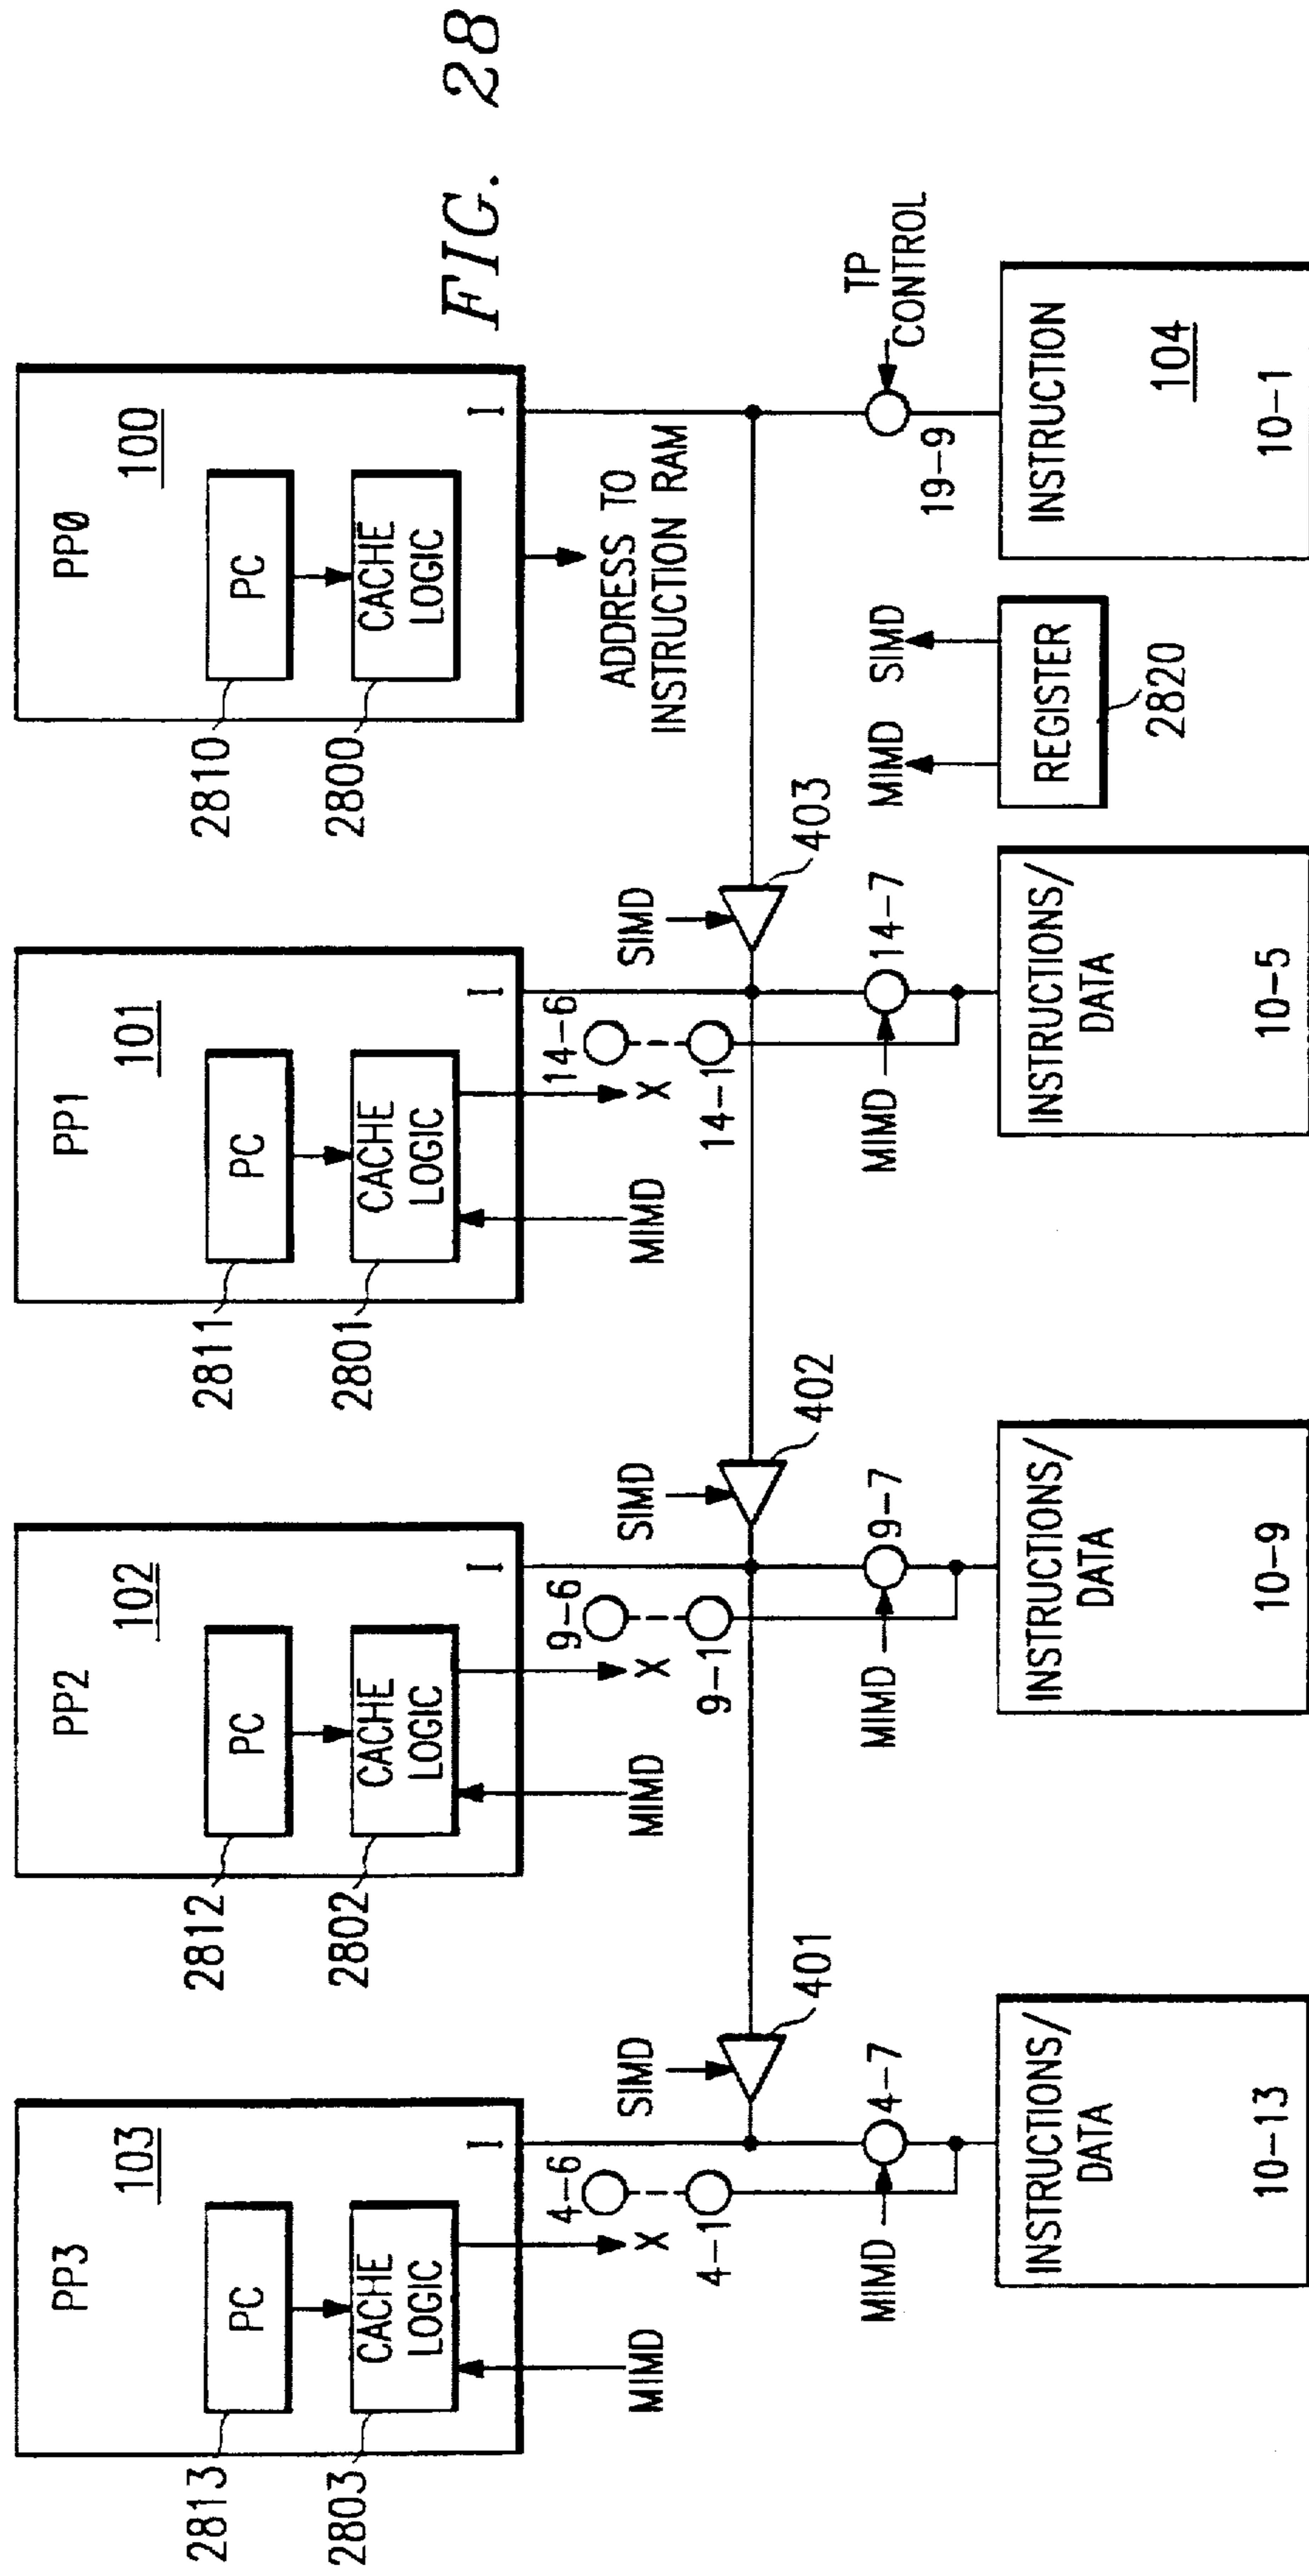 FIG. 28
PP3
103
PC
CACHE
LOGIC
I
2813
2803
MIMD
X
4-6
4-1
SIMD
401
MIMD
4-7
INSTRUCTIONS/
DATA
10-13
PP2
102
PC
CACHE
LOGIC
I
2812
2802
MIMD
X
9-6
9-1
SIMD
402
MIMD
9-7
INSTRUCTIONS/
DATA
10-9
PP1
101
PC
CACHE
LOGIC
I
2811
2801
MIMD
X
14-6
14-1
SIMD
403
MIMD
14-7
INSTRUCTIONS/
DATA
10-5
PPØ
100
PC
CACHE
LOGIC
I
2810
2800
ADDRESS TO
INSTRUCTION RAM
MIMD
SIMD
REGISTER
2820
TP
CONTROL
19-9
INSTRUCTION
104
10-1